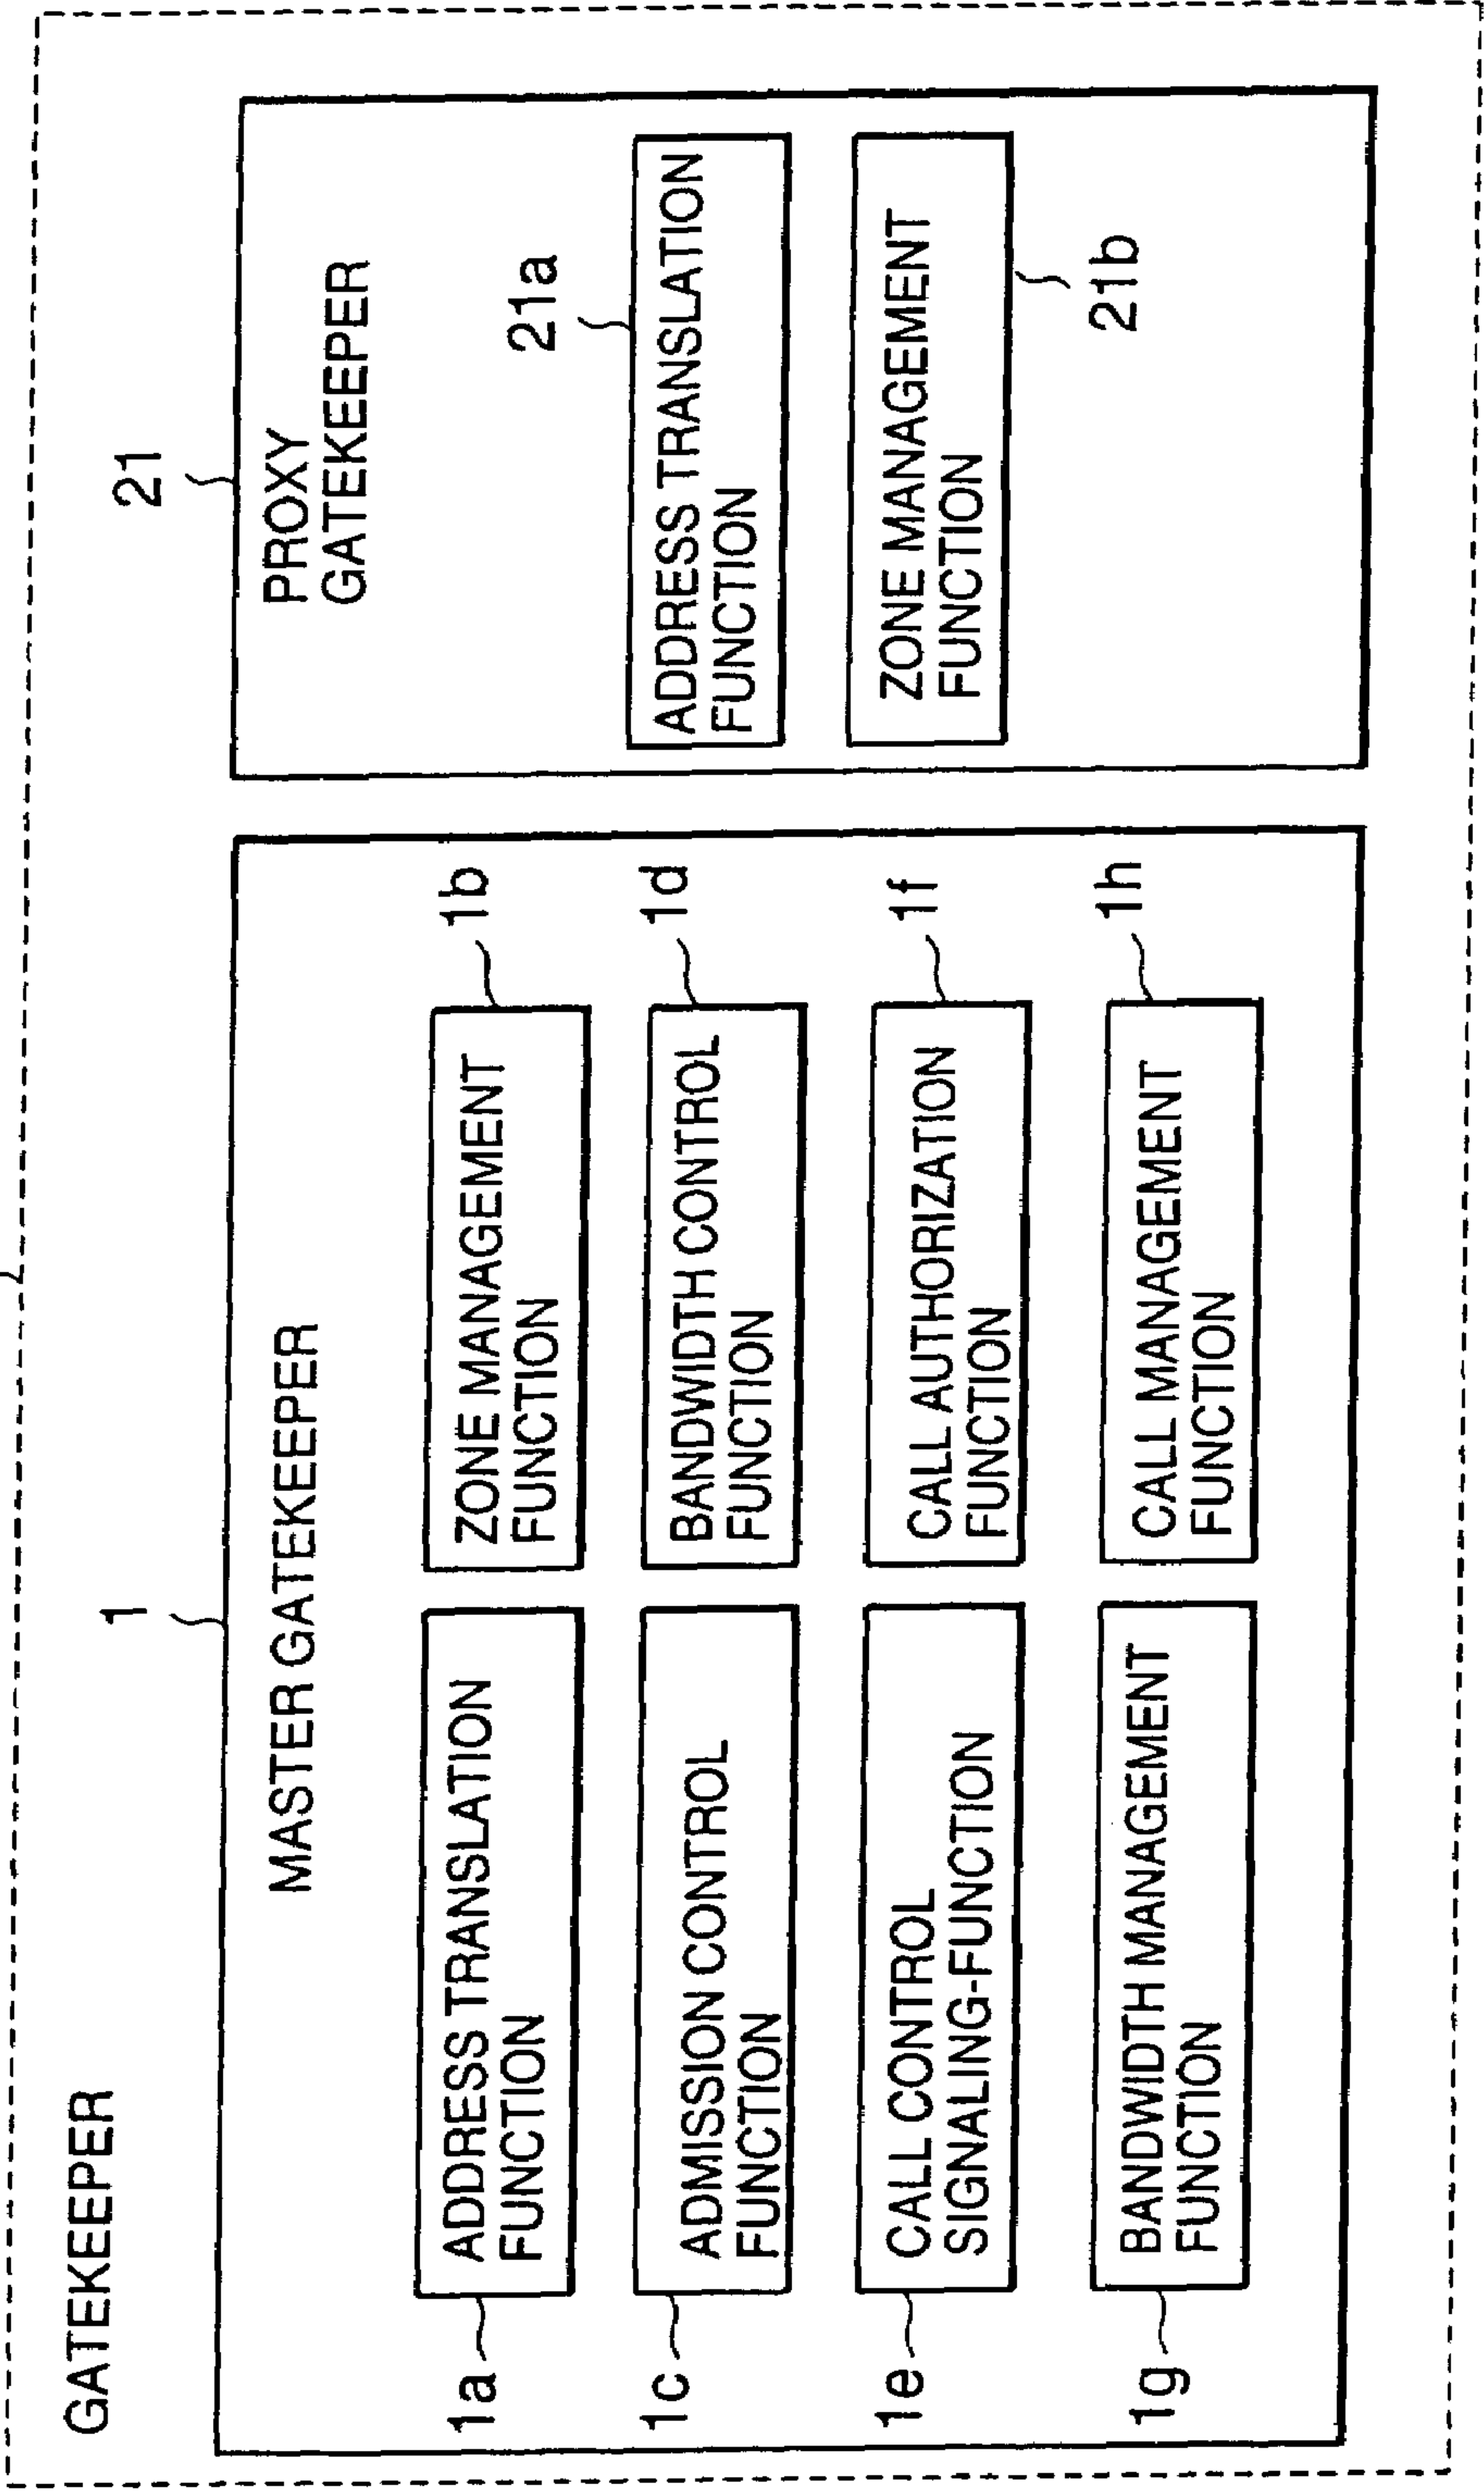 GATEKEEPER
1
MASTER GATEKEEPER
1a
ADDRESS TRANSLATION
FUNCTION
1b
ZONE MANAGEMENT
FUNCTION
1c
ADMISSION CONTROL
FUNCTION
1d
BANDWIDTH CONTROL
FUNCTION
1e
CALL CONTROL
SIGNALING-FUNCTION
1f
CALL AUTHORIZATION
FUNCTION
1g
BANDWIDTH MANAGEMENT
FUNCTION
1h
CALL MANAGEMENT
FUNCTION
21
PROXY
GATEKEEPER
21a
ADDRESS TRANSLATION
FUNCTION
ZONE MANAGEMENT
FUNCTION
21b